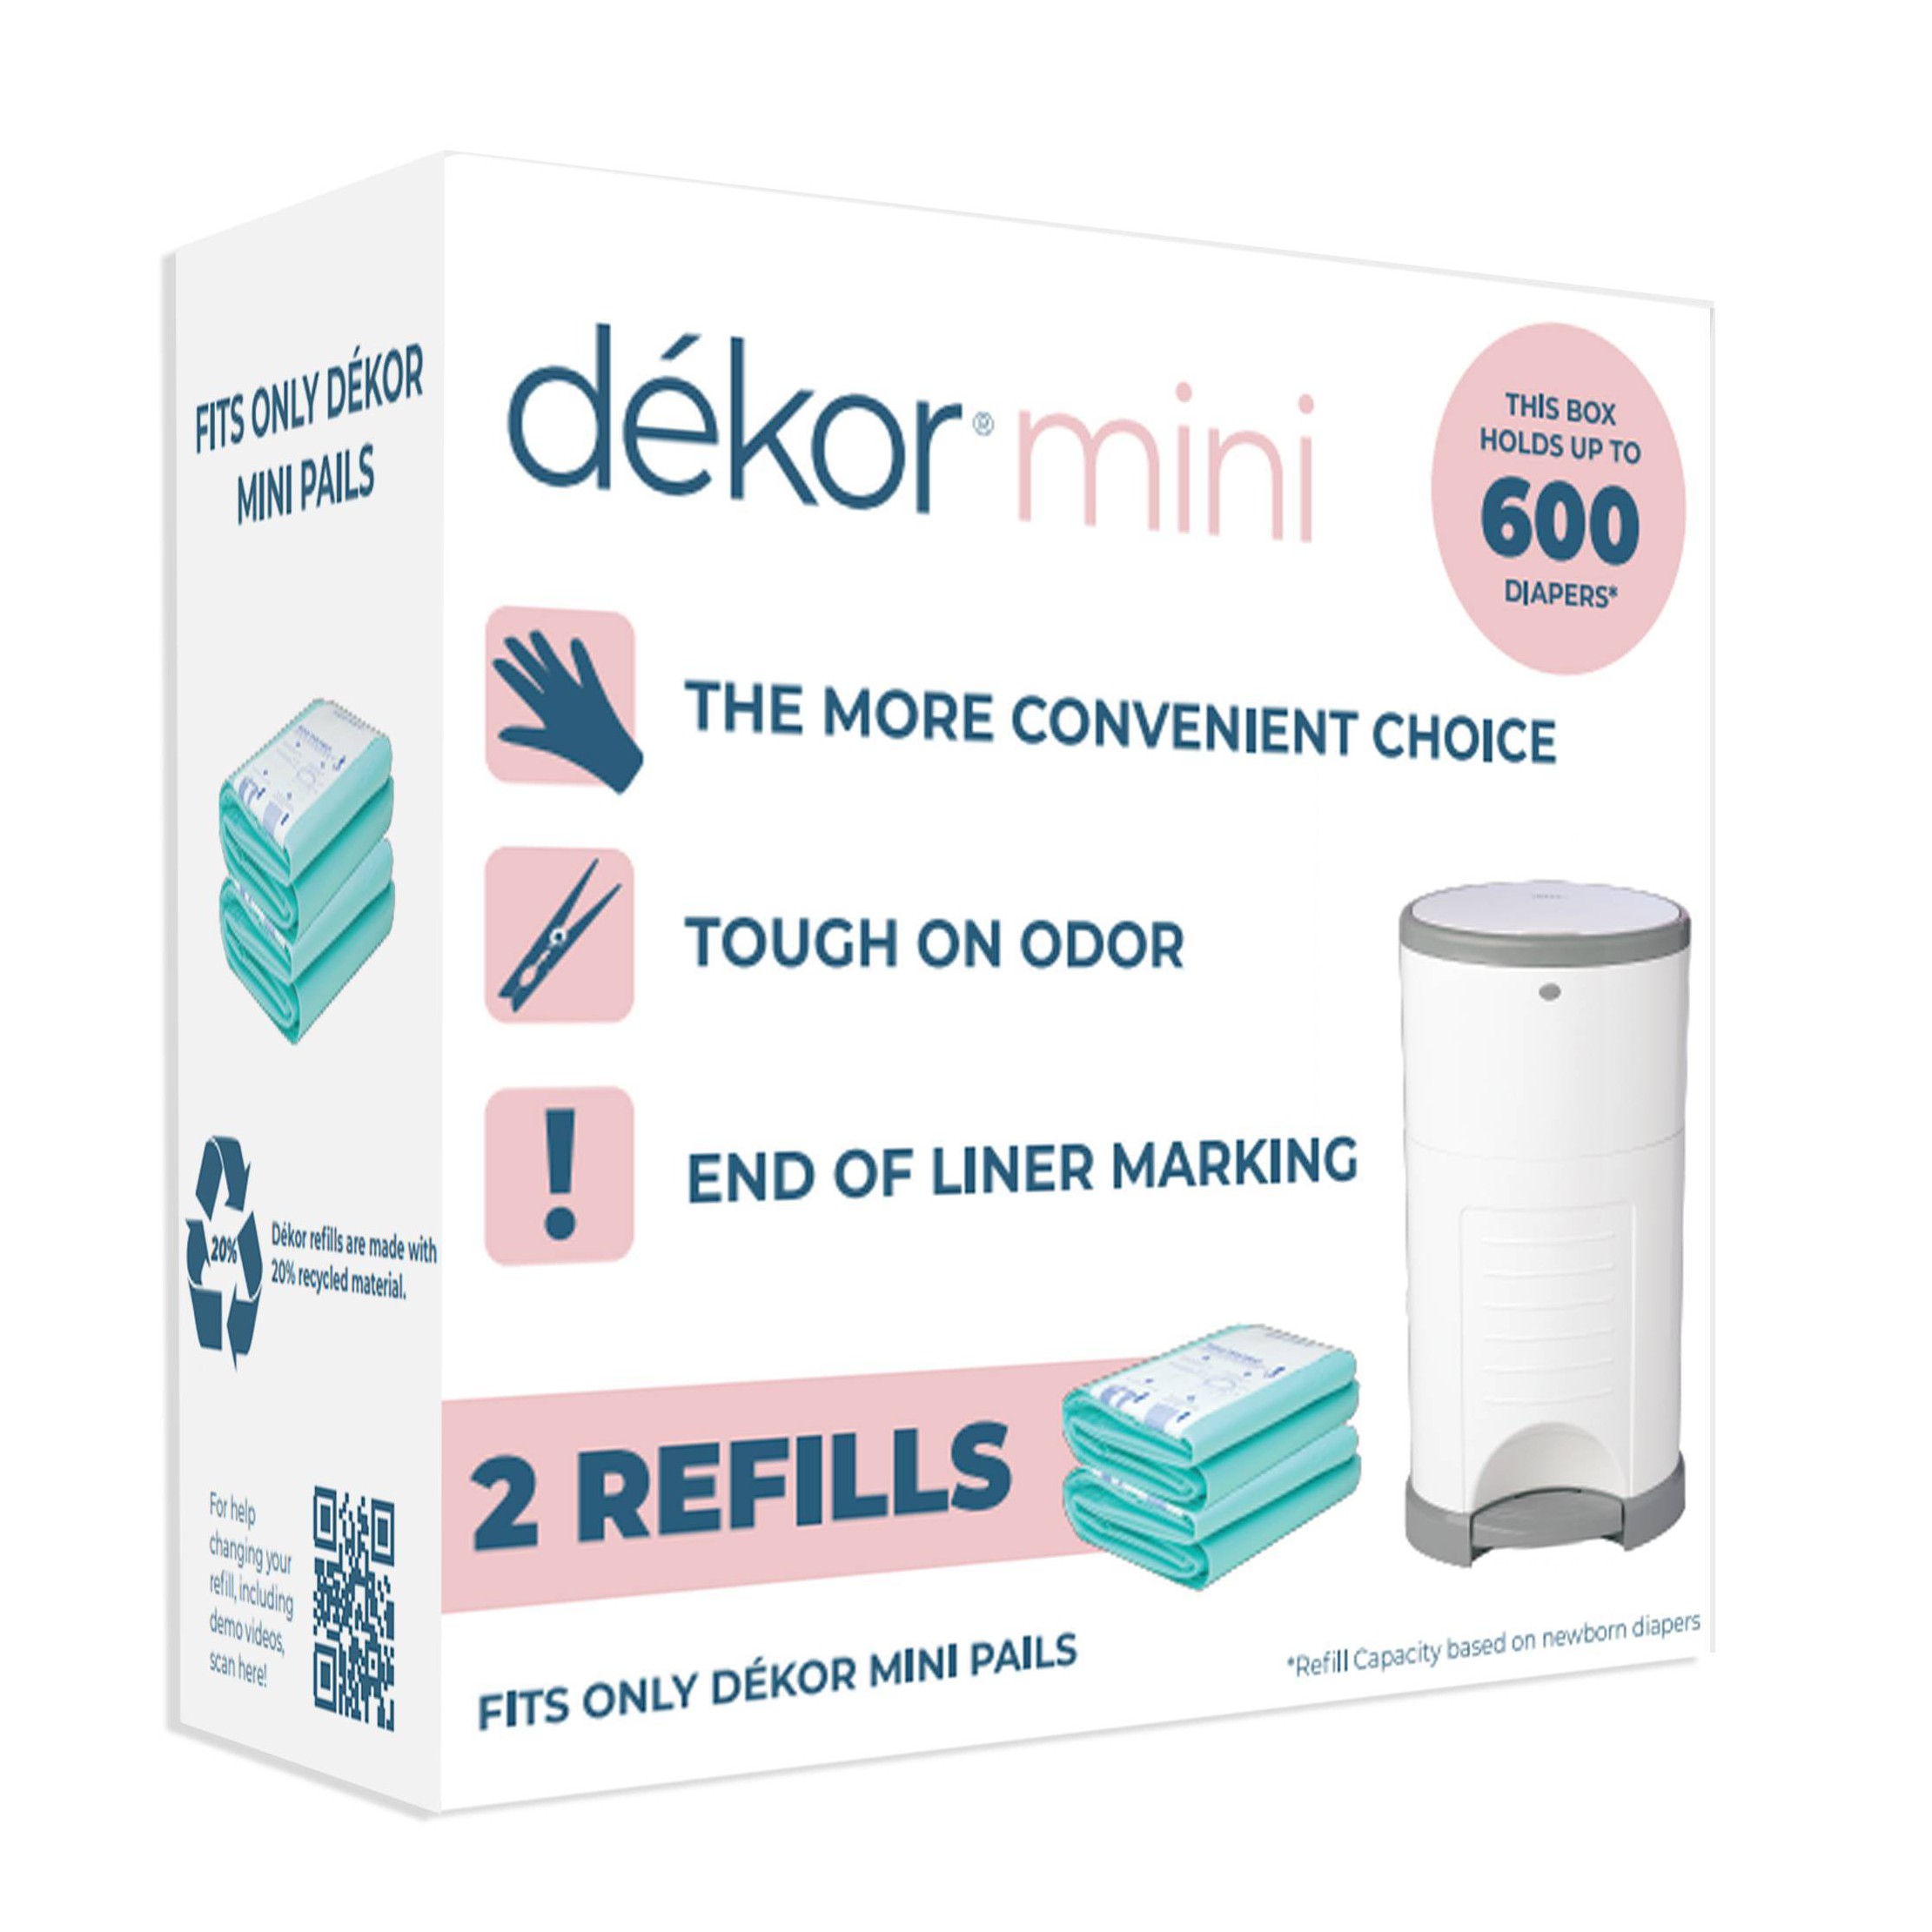 FITS ONLY DÉKOR
MINI PAILS
20%
Dékor refills are made with
20% recycled material.
For help
changing your
refill, including
demo videos,
scan here!
dékor® mini
THIS BOX
HOLDS UP TO
600
DIAPERS*
THE MORE CONVENIENT CHOICE
TOUGH ON ODOR
END OF LINER MARKING
2 REFILLS
FITS ONLY DÉKOR MINI PAILS
*Refill Capacity based on newborn diapers